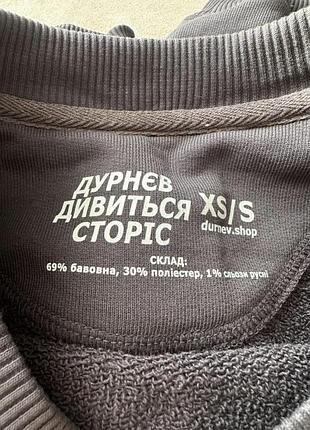 ДУРНЄВ
ДИВИТЬСЯ
СТОРІС
XS/S
durnev.shop
СКЛАД:
69% бавовна, 30% поліестер, 1% сльози русні